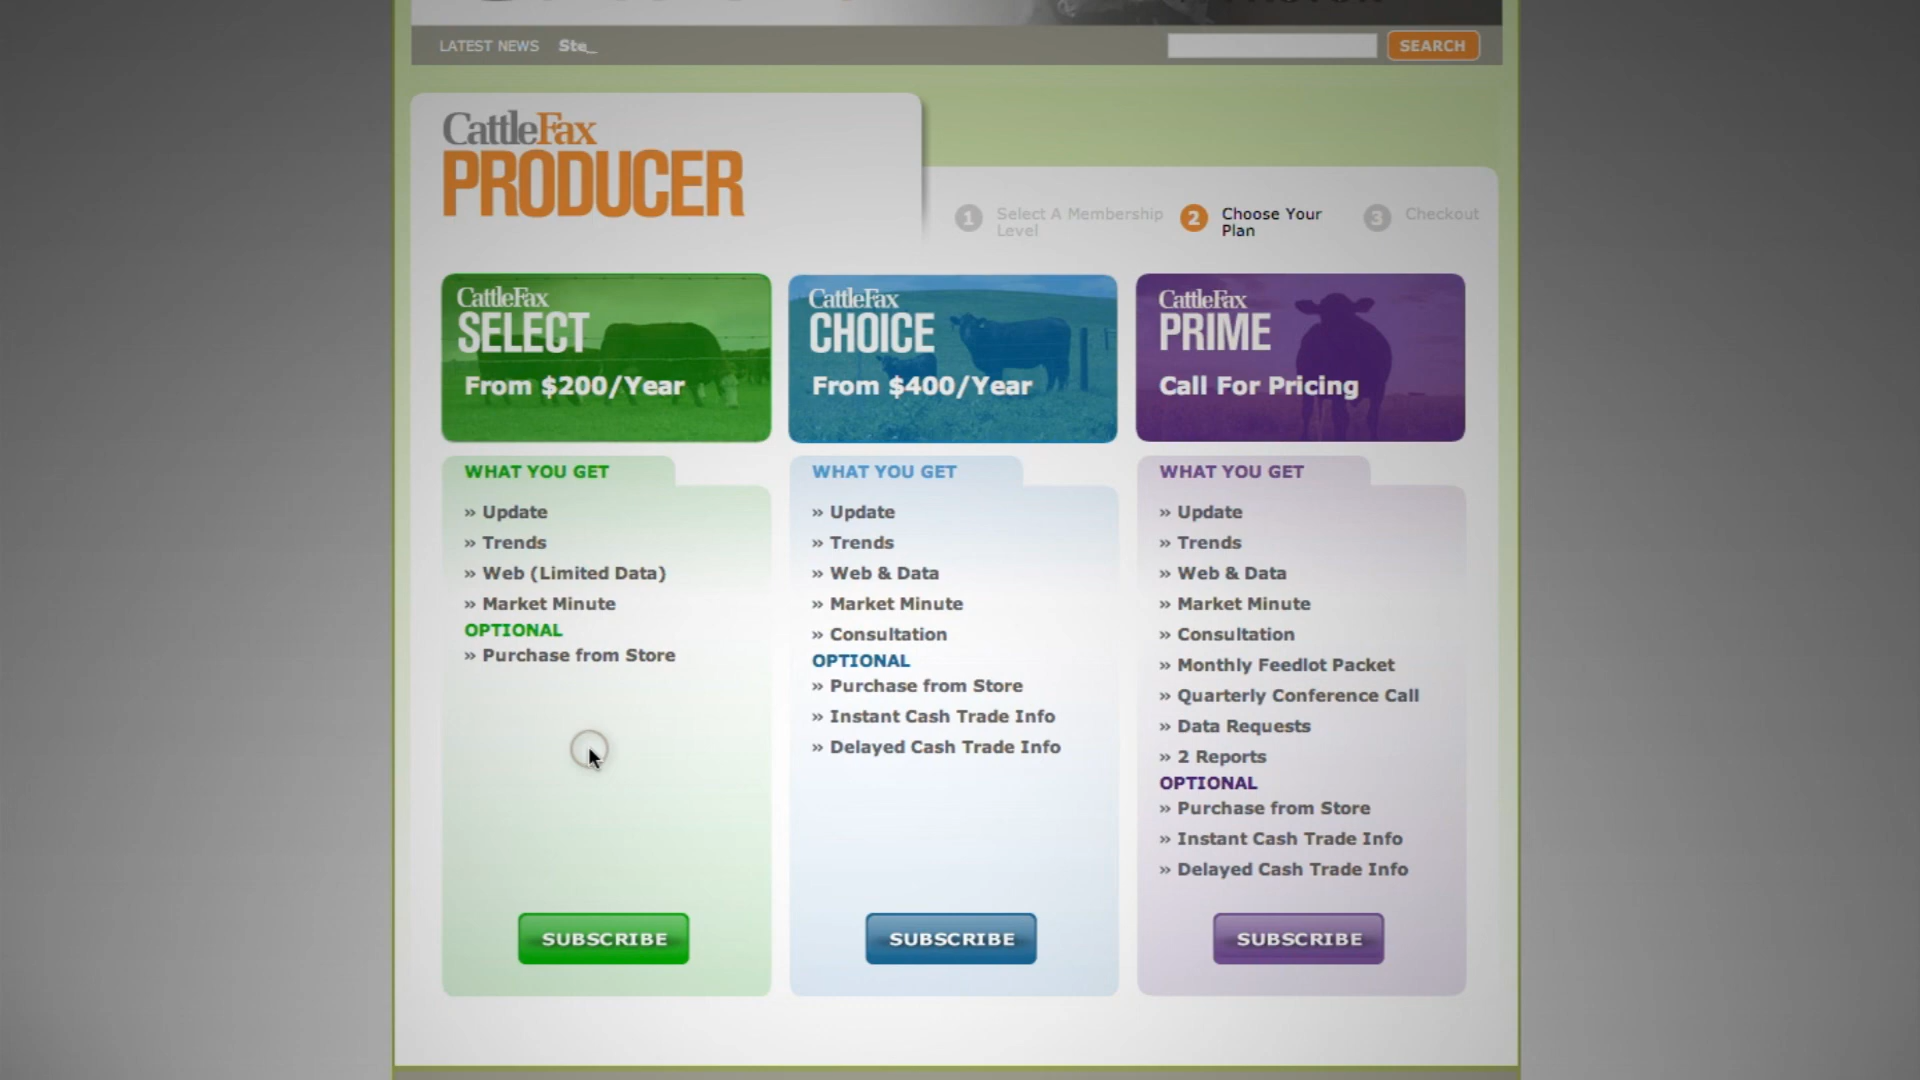 LATEST NEWS Ste_
SEARCH
CattleFax
PRODUCER
1 Select A Membership
Level
2 Choose Your
Plan
3 Checkout
CattleFax
SELECT
From $200/Year
CattleFax
CHOICE
From $400/Year
CattleFax
PRIME
Call For Pricing
WHAT YOU GET
» Update
» Trends
» Web (Limited Data)
» Market Minute
OPTIONAL
» Purchase from Store
SUBSCRIBE
WHAT YOU GET
» Update
» Trends
» Web & Data
» Market Minute
» Consultation
OPTIONAL
» Purchase from Store
» Instant Cash Trade Info
» Delayed Cash Trade Info
SUBSCRIBE
WHAT YOU GET
» Update
» Trends
» Web & Data
» Market Minute
» Consultation
» Monthly Feedlot Packet
» Quarterly Conference Call
» Data Requests
» 2 Reports
OPTIONAL
» Purchase from Store
» Instant Cash Trade Info
» Delayed Cash Trade Info
SUBSCRIBE